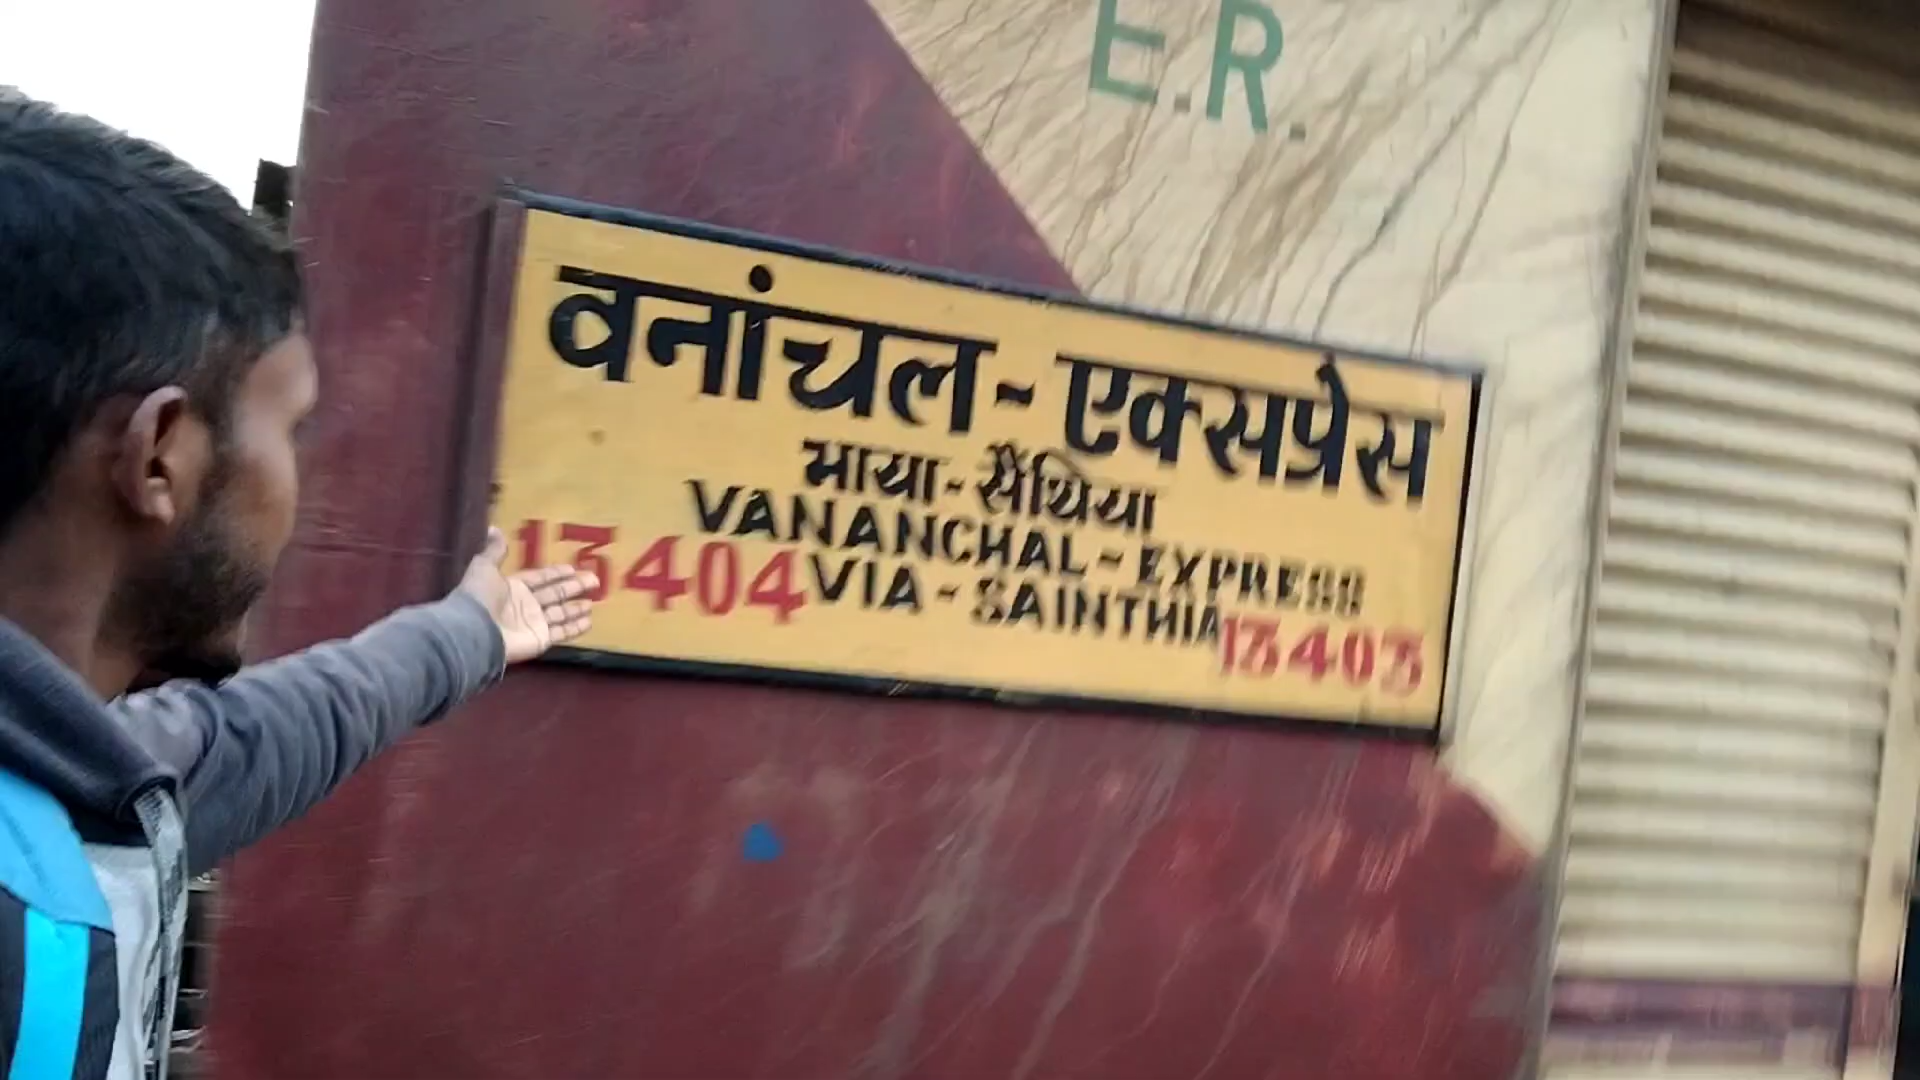 E.R.
वनांचल-एक्सप्रेस
भाया-सैंथिया
VANANCHAL-EXPRESS
13404 VIA-SAINTHIA 13403